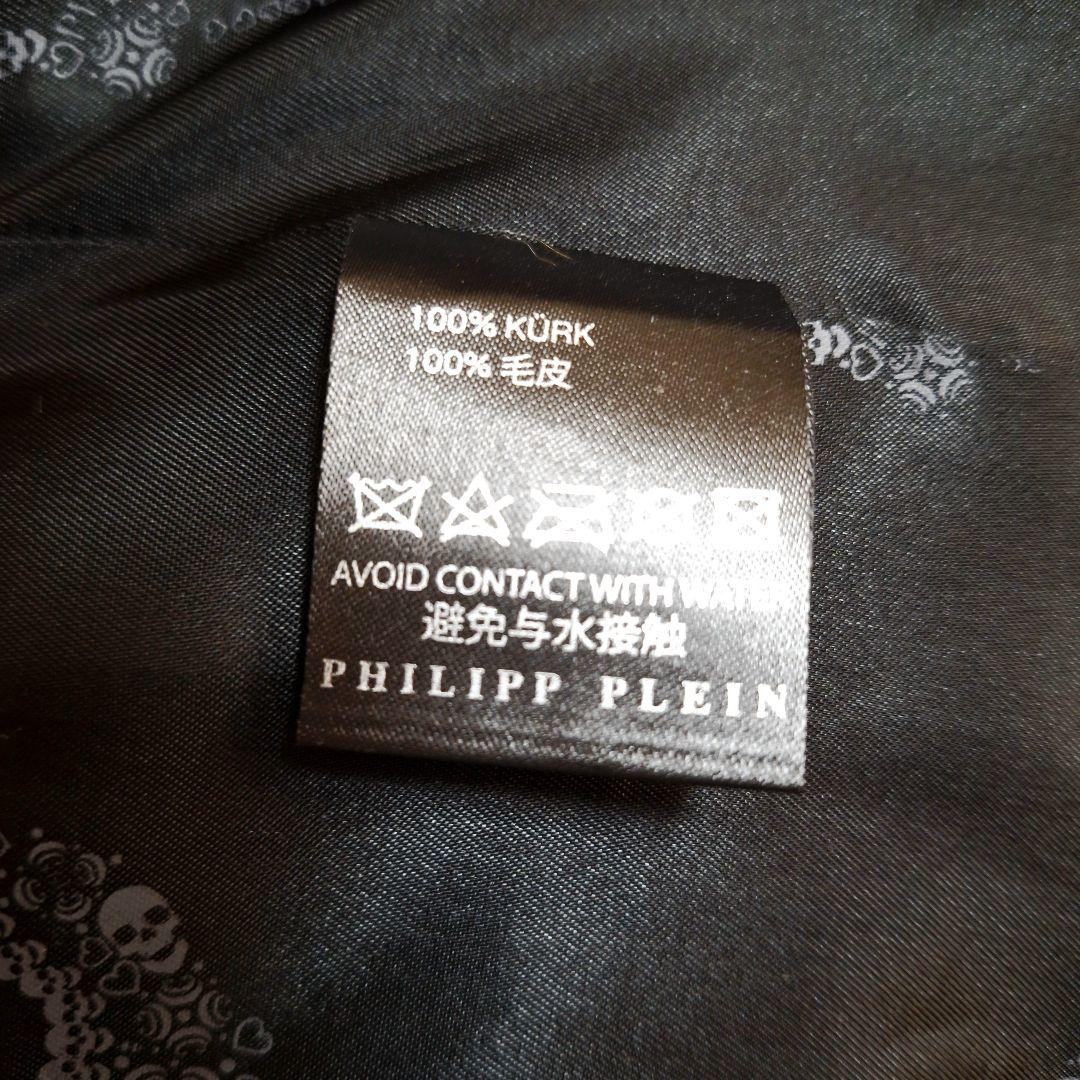 100% KÜRK
100% 毛皮
AVOID CONTACT WITH WATER
避免与水接触
PHILIPP PLEIN